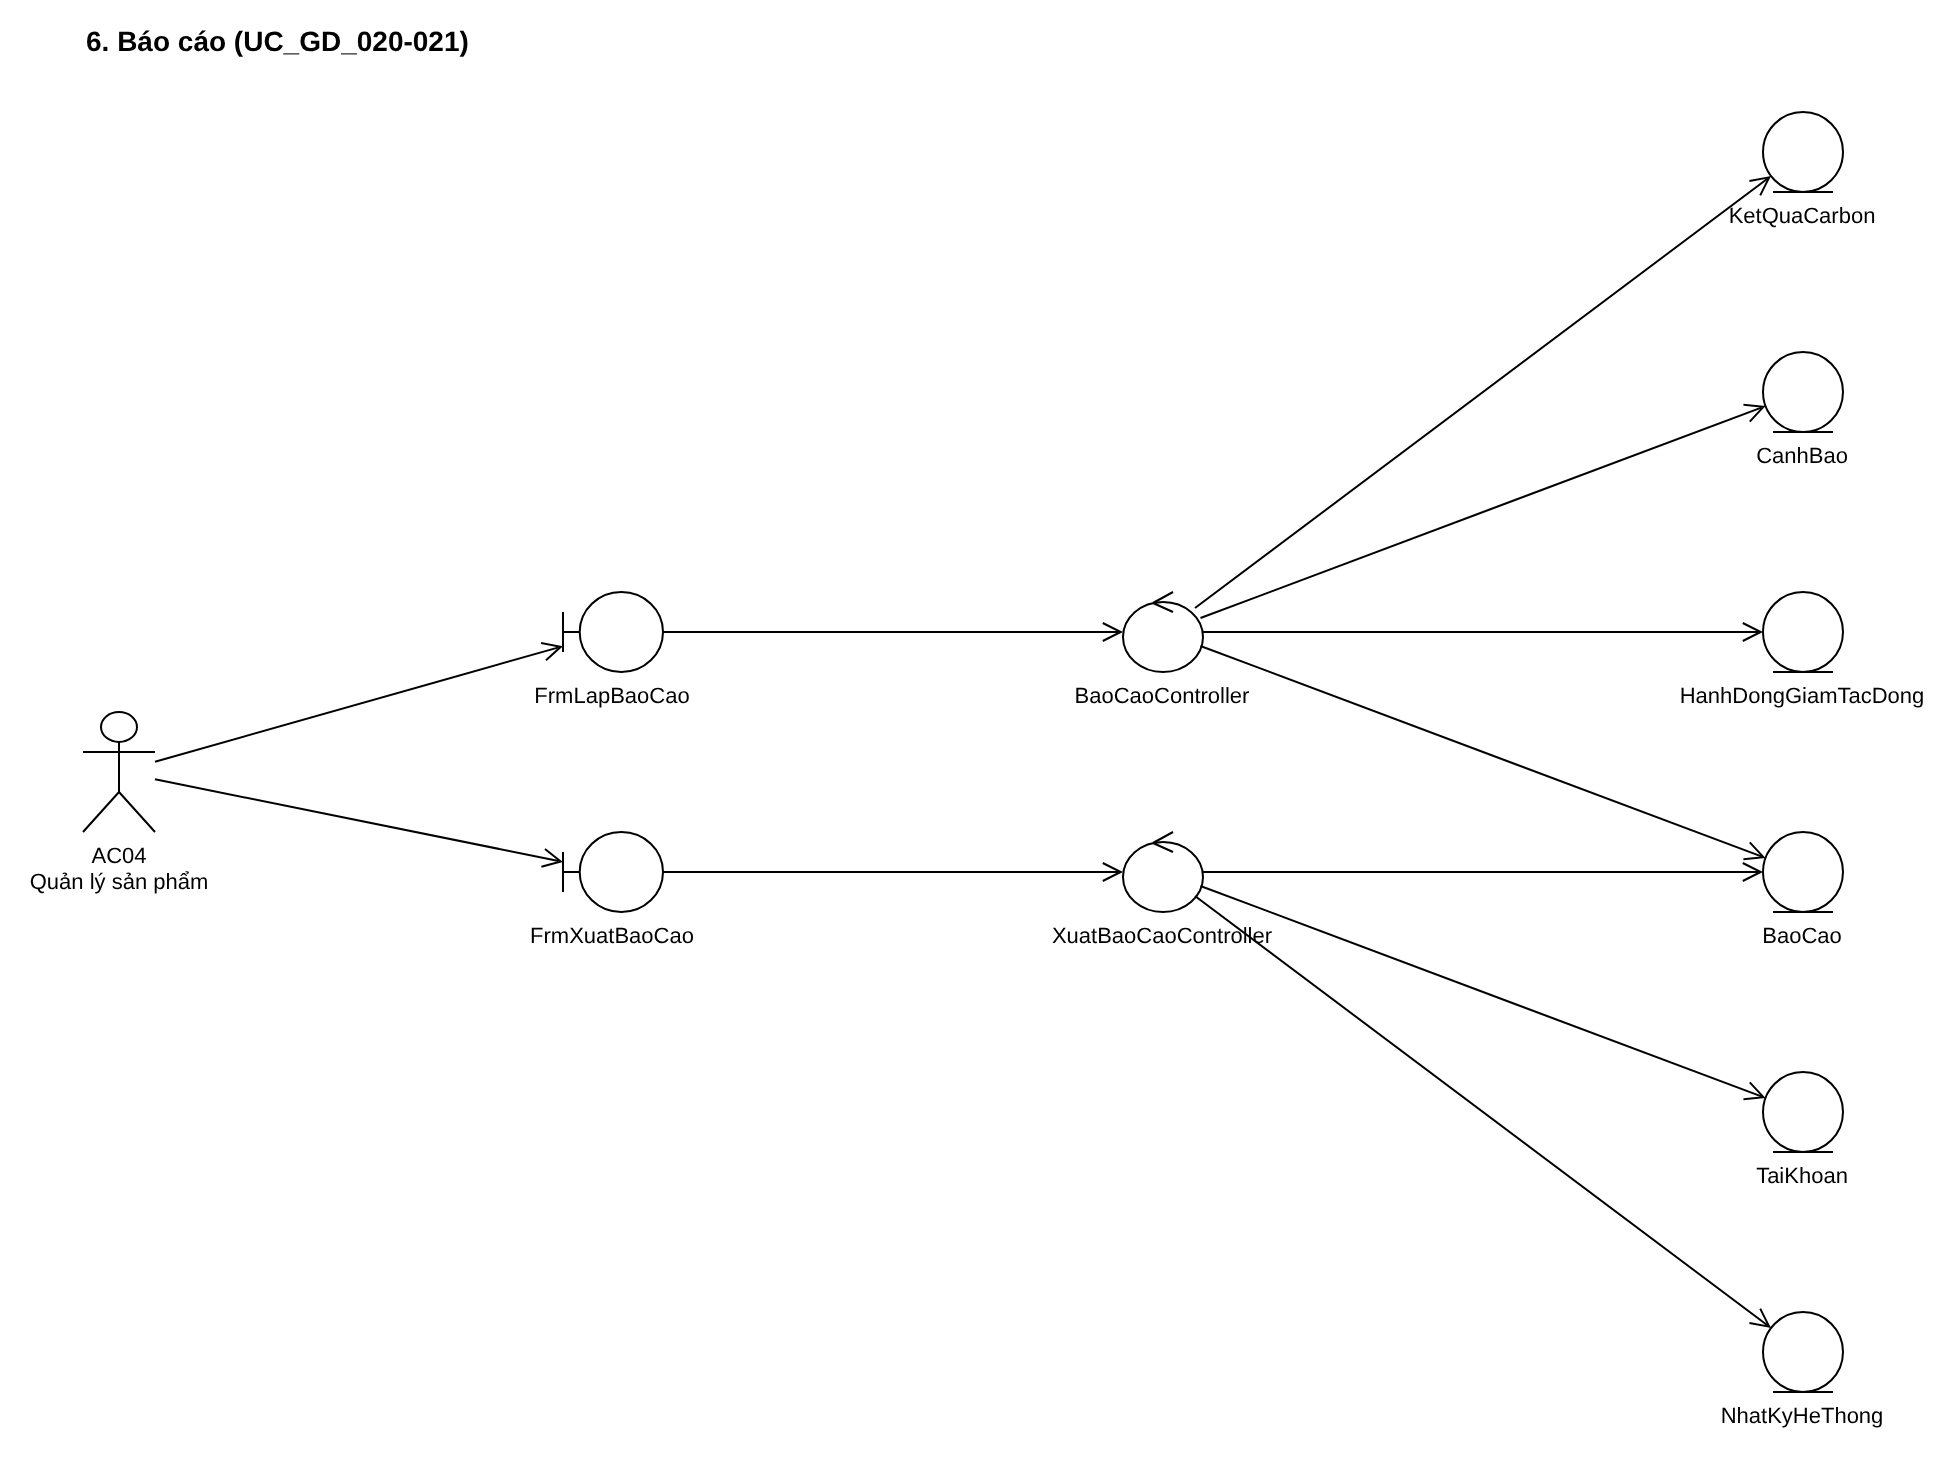 6. Báo cáo (UC_GD_020-021)
KetQuaCarbon
CanhBao
FrmLapBaoCao
BaoCaoController
HanhDongGiamTacDong
AC04
Quản lý sản phẩm
FrmXuatBaoCao
XuatBaoCaoController
BaoCao
TaiKhoan
NhatKyHeThong